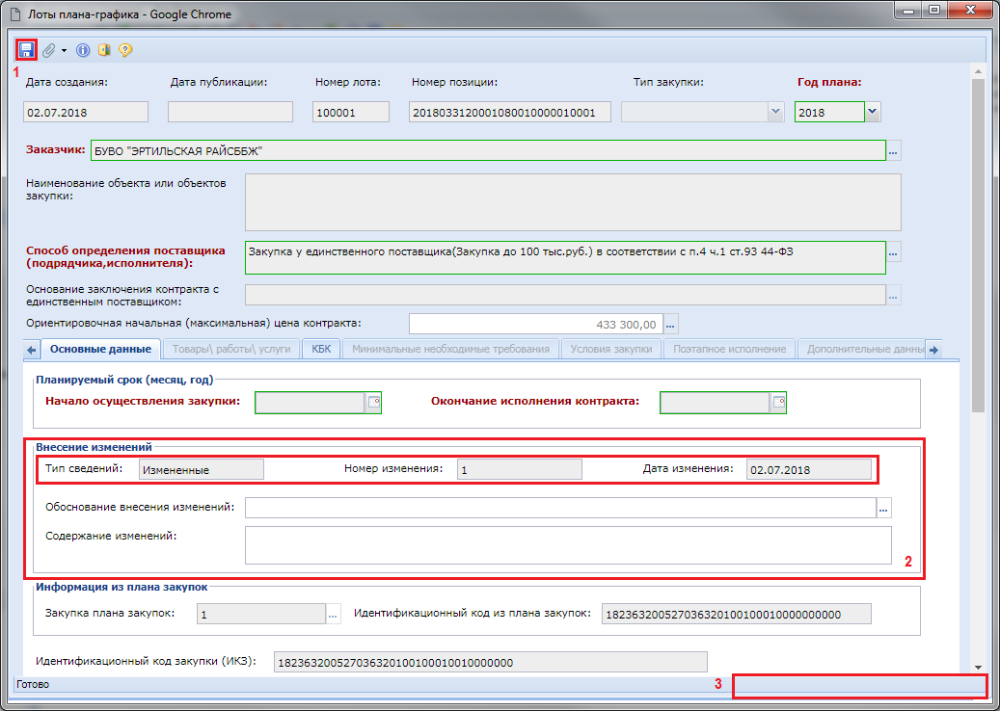 Лоты плана-графика - Google Chrome
1
Дата создания: Дата публикации: Номер лота: Номер позиции: Тип закупки: Год плана:
02.07.2018 100001 2018033120001080010000010001 2018
Заказчик: БУВО "ЭРТИЛЬСКАЯ РАЙСББЖ" ...
Наименование объекта или объектов
закупки:
Способ определения поставщика
(подрядчика,исполнителя):
Закупка у единственного поставщика(Закупка до 100 тыс.руб.) в соответствии с п.4 ч.1 ст.93 44-ФЗ ...
Основание заключения контракта с
единственным поставщиком: ...
Ориентировочная начальная (максимальная) цена контракта: 433 300,00 ...
Основные данные Товары\ работы\ услуги КБК Минимальные необходимые требования Условия закупки Поэтапное исполнение Дополнительные данны
Планируемый срок (месяц, год)
Начало осуществления закупки: Окончание исполнения контракта:
Внесение изменений
Тип сведений: Измененные Номер изменения: 1 Дата изменения: 02.07.2018
Обоснование внесения изменений: ...
Содержание изменений:
2
Информация из плана закупок
Закупка плана закупок: 1 ... Идентификационный код из плана закупок: 182363200527036320100100010000000000
Идентификационный код закупки (ИКЗ): 182363200527036320100100010010000000
Готово 3